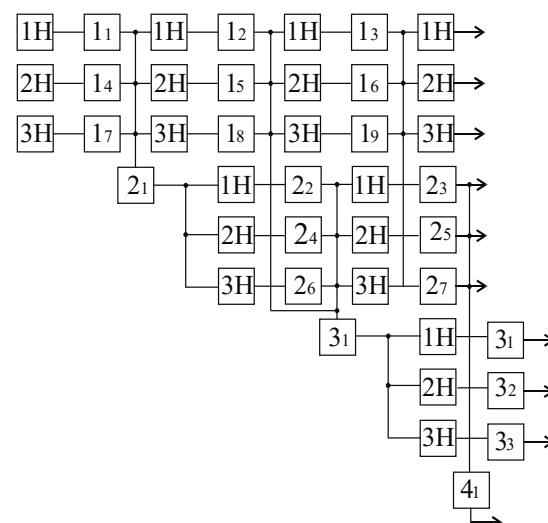 1H 1₁ 1H 1₂ 1H 1₃ 1H
2H 1₄ 2H 1₅ 2H 1₆ 2H
3H 1₇ 3H 1₈ 3H 1₉ 3H
2₁ 1H 2₂ 1H 2₃
2H 2₄ 2H 2₅
3H 2₆ 3H 2₇
3₁ 1H 3₁
2H 3₂
3H 3₃
4₁